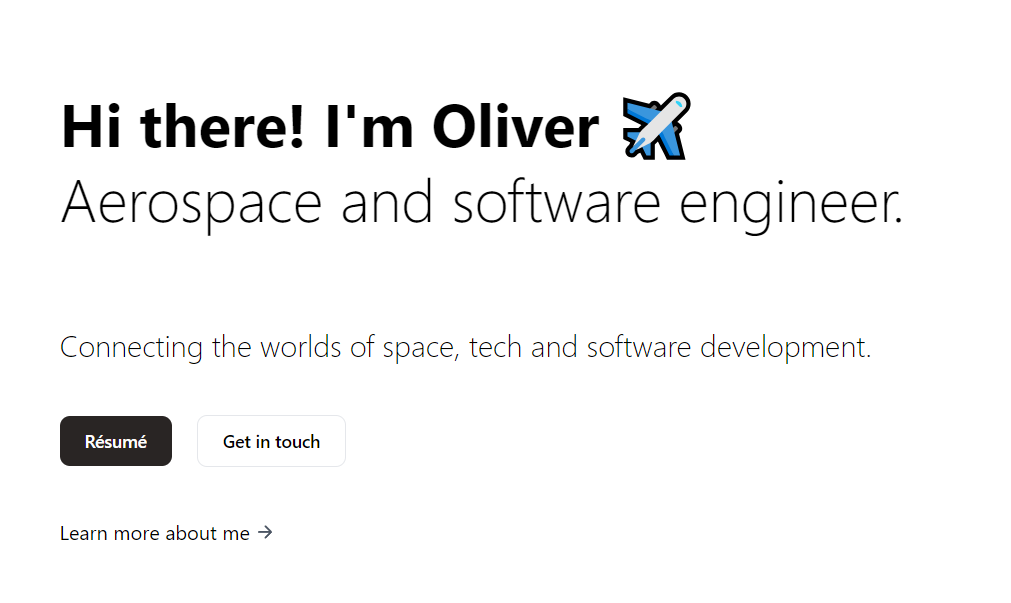 Hi there! I'm Oliver ✈️
Aerospace and software engineer.
Connecting the worlds of space, tech and software development.
Résumé
Get in touch
Learn more about me →